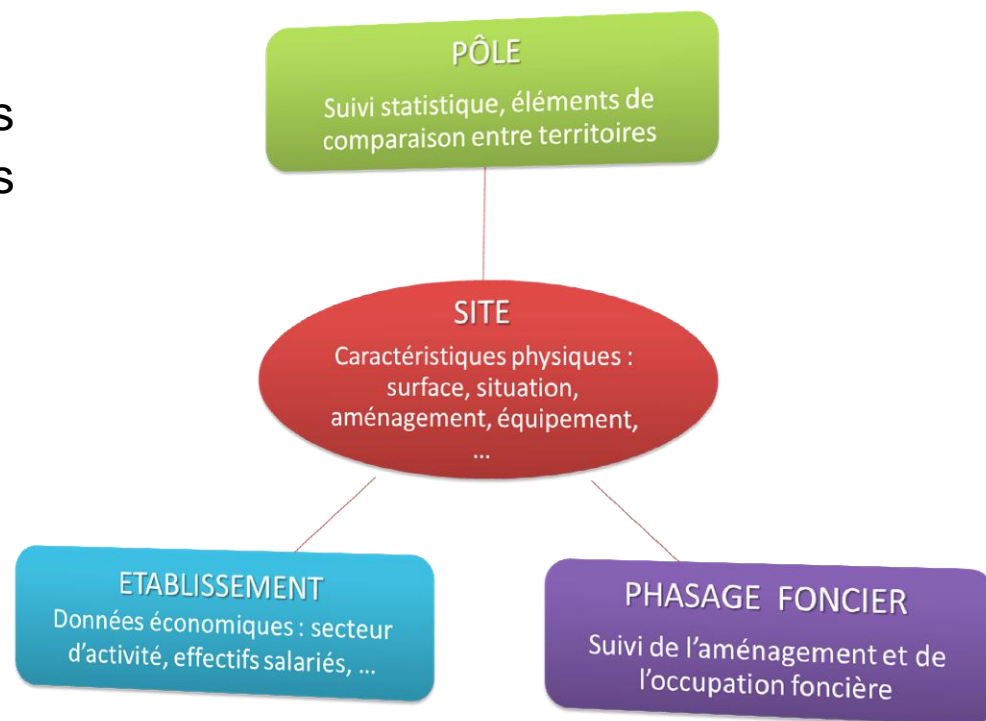 s
s
PÔLE
Suivi statistique, éléments de
comparaison entre territoires
SITE
Caractéristiques physiques :
surface, situation,
aménagement, équipement,
...
ETABLISSEMENT
Données économiques : secteur
d’activité, effectifs salariés, ...
PHASAGE FONCIER
Suivi de l’aménagement et de
l’occupation foncière